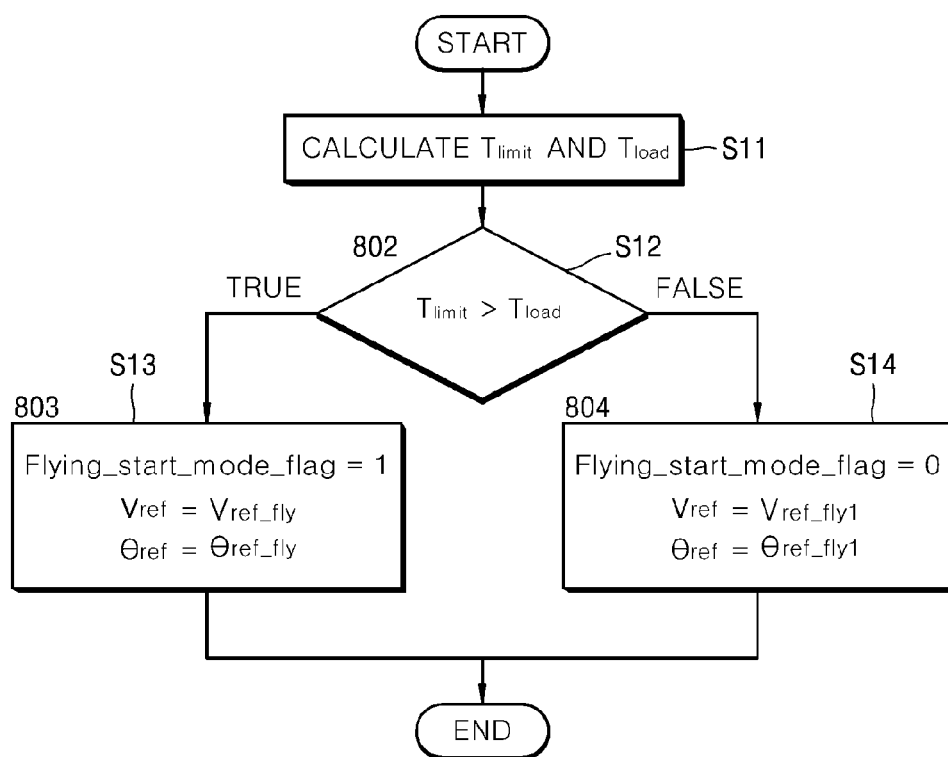 START
CALCULATE Tlimit AND Tload
S11
802
S12
TRUE
FALSE
Tlimit > Tload
S13
S14
803
Flying_start_mode_flag = 1
Vref = Vref_fly
θref = θref_fly
804
Flying_start_mode_flag = 0
Vref = Vref_fly1
θref = θref_fly1
END